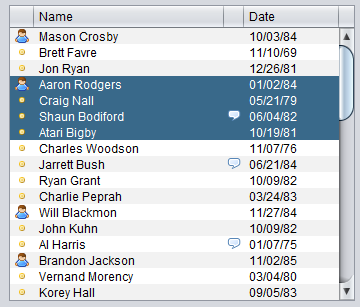 Name Date
Mason Crosby 10/03/84
Brett Favre 11/10/69
Jon Ryan 12/26/81
Aaron Rodgers 01/02/84
Craig Nall 05/21/79
Shaun Bodiford 06/04/82
Atari Bigby 10/19/81
Charles Woodson 11/07/76
Jarrett Bush 06/21/84
Ryan Grant 10/09/82
Charlie Peprah 03/24/83
Will Blackmon 11/27/84
John Kuhn 10/09/82
Al Harris 01/07/75
Brandon Jackson 11/02/85
Vernand Morency 03/04/80
Korey Hall 09/05/83